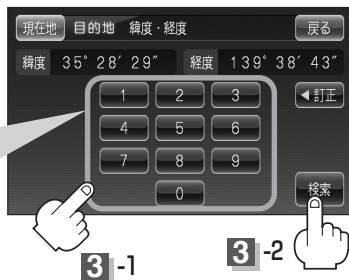 現在地 目的地 緯度・経度 戻る
緯度 35°28′29″ 経度 139°38′43″
1 2 3 ◀訂正
4 5 6
7 8 9
0 検索
3-1 3-2